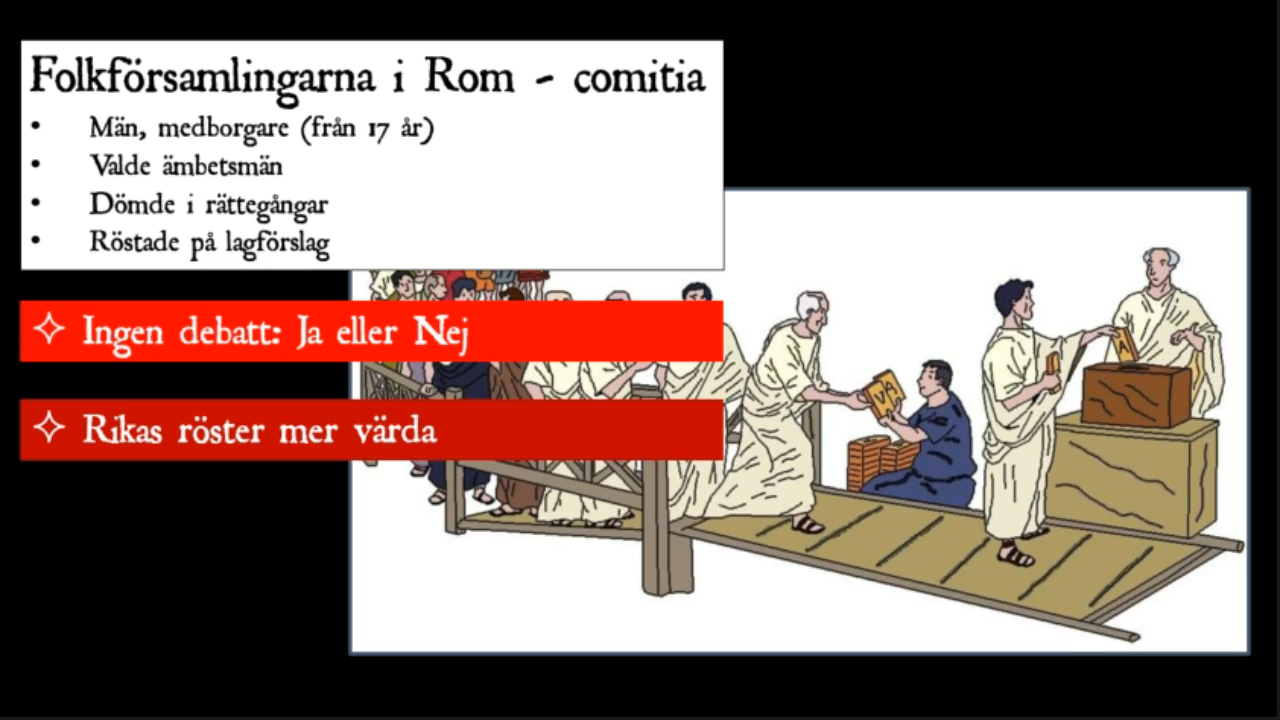 Folkförsamlingarna i Rom - comitia
• Män, medborgare (från 17 år)
• Valde ämbetsmän
• Dömde i rättegångar
• Röstade på lagförslag
✧ Ingen debatt: Ja eller Nej
✧ Rikas röster mer värda
VA
A